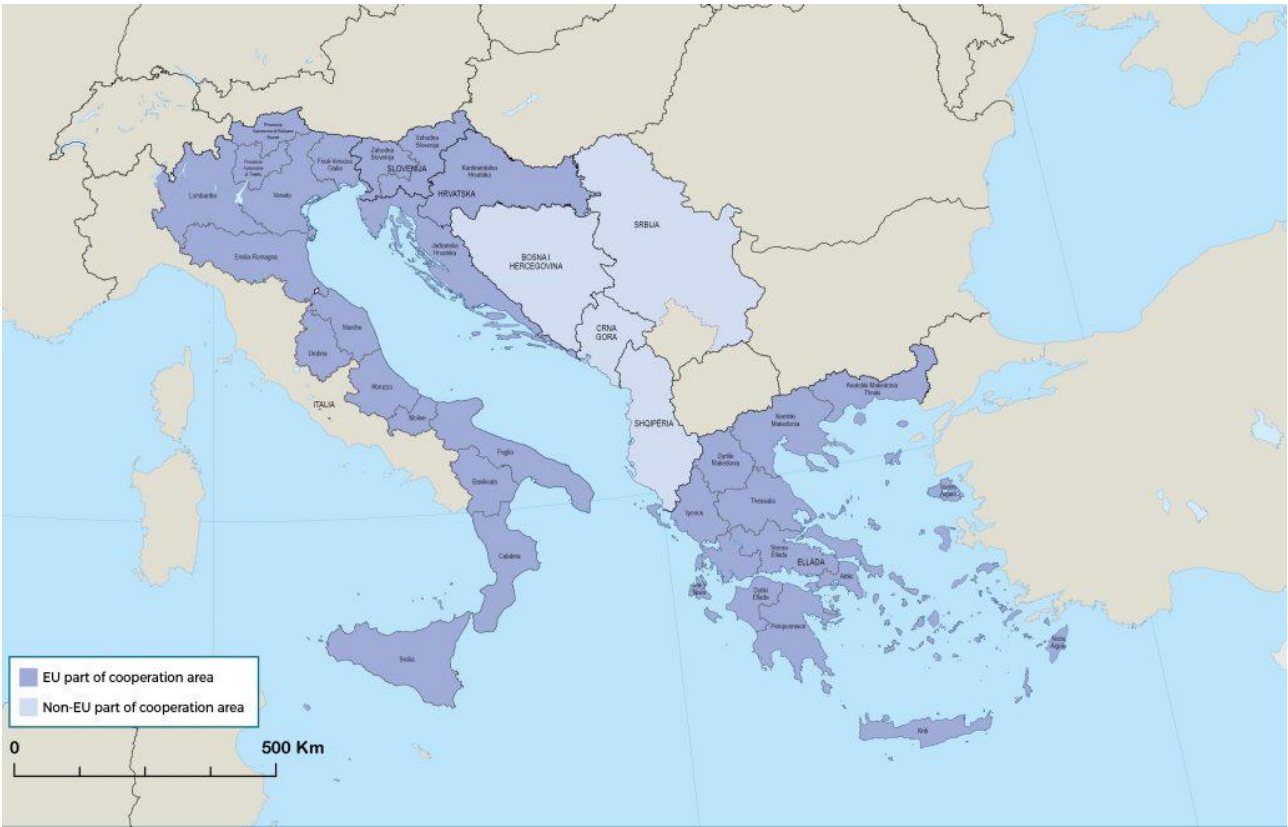 Provincia
Autonoma di Bolzano
Provincia
Autonoma
di Trento
Lombardia
Veneto
Friuli-Venezia
Giulia
Zahodna
Slovenija
Vzhodna
Slovenija
SLOVENIJA
Kontinentalna
Hrvatska
HRVATSKA
Jadranska
Hrvatska
Emilia-Romagna
SRBIJA
BOSNA I
HERCEGOVINA
CRNA
GORA
Marche
Umbria
Abruzzo
ITALIA
Molise
Puglia
Basilicata
Calabria
Sicilia
SHQIPËRIA
Anatoliki Makedonia
Thraki
Kentriki
Makedonia
Dytiki
Makedonia
Ipeiros
Thessalia
Voreio
Aigaio
Sterea
Ellada
ELLÁDA
Attiki
Dytiki
Ellada
Peloponnisos
Notio
Aigaio
Kriti
EU part of cooperation area
Non-EU part of cooperation area
0
500 Km